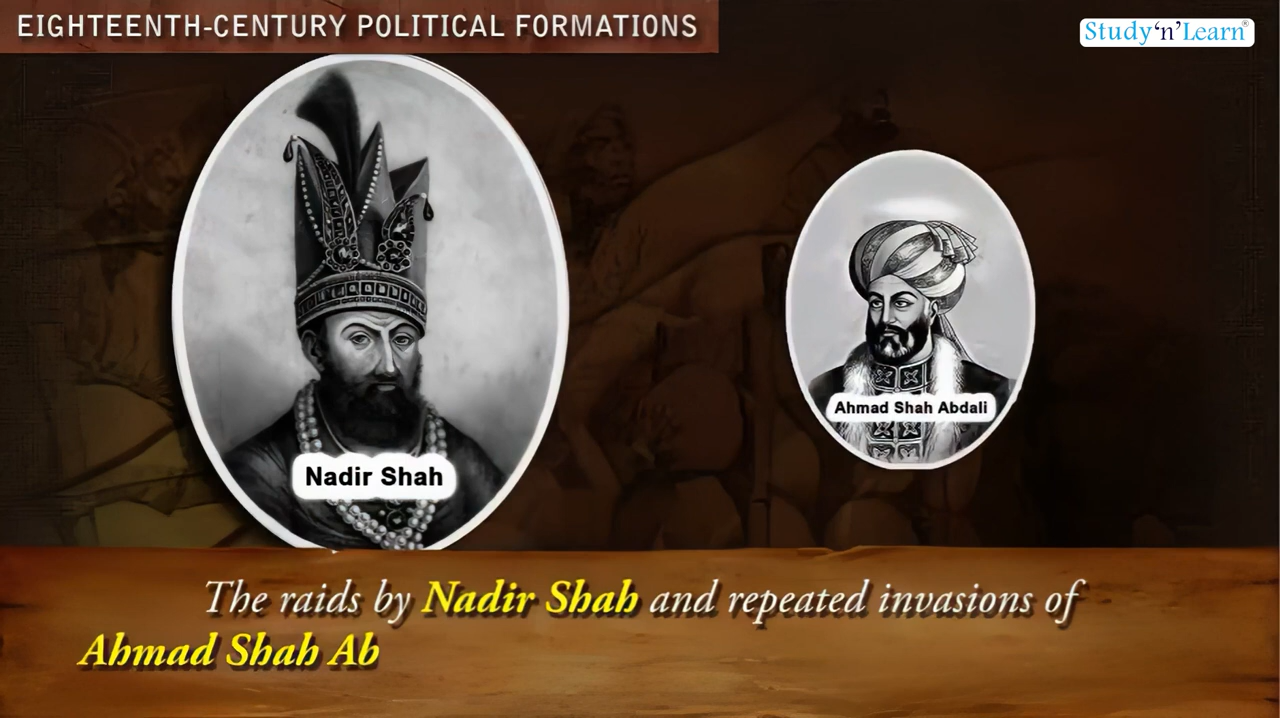 EIGHTEENTH-CENTURY POLITICAL FORMATIONS
Study‘n’Learn®
Nadir Shah
Ahmad Shah Abdali
The raids by Nadir Shah and repeated invasions of
Ahmad Shah Ab